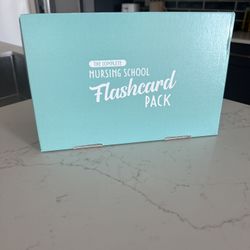 THE COMPLETE
NURSING SCHOOL
Flashcard
PACK